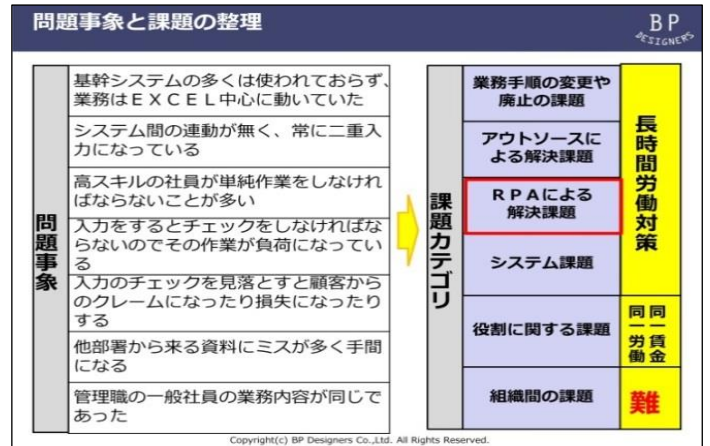 問題事象と課題の整理
BP
DESIGNERS
問題事象
基幹システムの多くは使われておらず、
業務はＥＸＣＥＬ中心に動いていた
システム間の連動が無く、常に二重入
力になっている
高スキルの社員が単純作業をしなけれ
ばならないことが多い
入力をするとチェックをしなければな
らないのでその作業が負荷になってい
る
入力のチェックを見落とすと顧客から
のクレームになったり損失になったり
する
他部署から来る資料にミスが多く手間
になる
管理職の一般社員の業務内容が同じで
あった
課題カテゴリ
業務手順の変更や
廃止の課題
アウトソースに
よる解決課題
ＲＰＡによる
解決課題
システム課題
役割に関する課題
組織間の課題
長時間労働対策
同一労働
同一賃金
難
Copyright(c) BP Designers Co.,Ltd. All Rights Reserved.